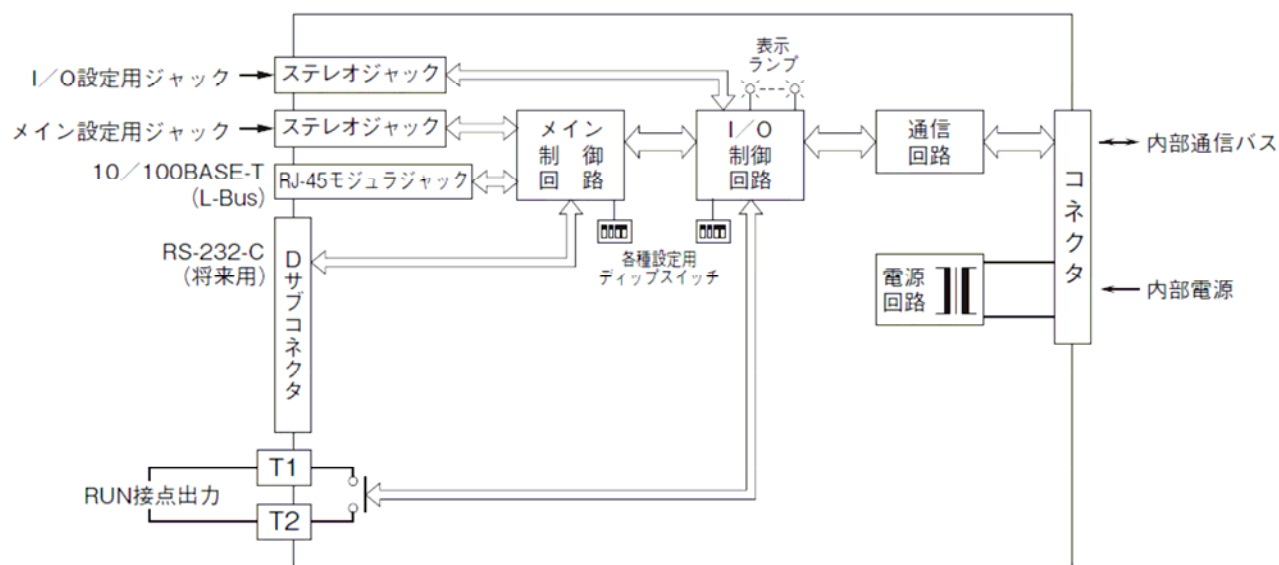 表示
ランプ
I／O設定用ジャック
ステレオジャック
メイン設定用ジャック
ステレオジャック
メイン
制御
回路
I／O
制御
回路
通信
回路
内部通信バス
10／100BASE-T
(L-Bus)
RJ-45モジュラジャック
コネクタ
RS-232-C
(将来用)
Dサブコネクタ
各種設定用
ディップスイッチ
電源
回路
内部電源
T1
RUN接点出力
T2